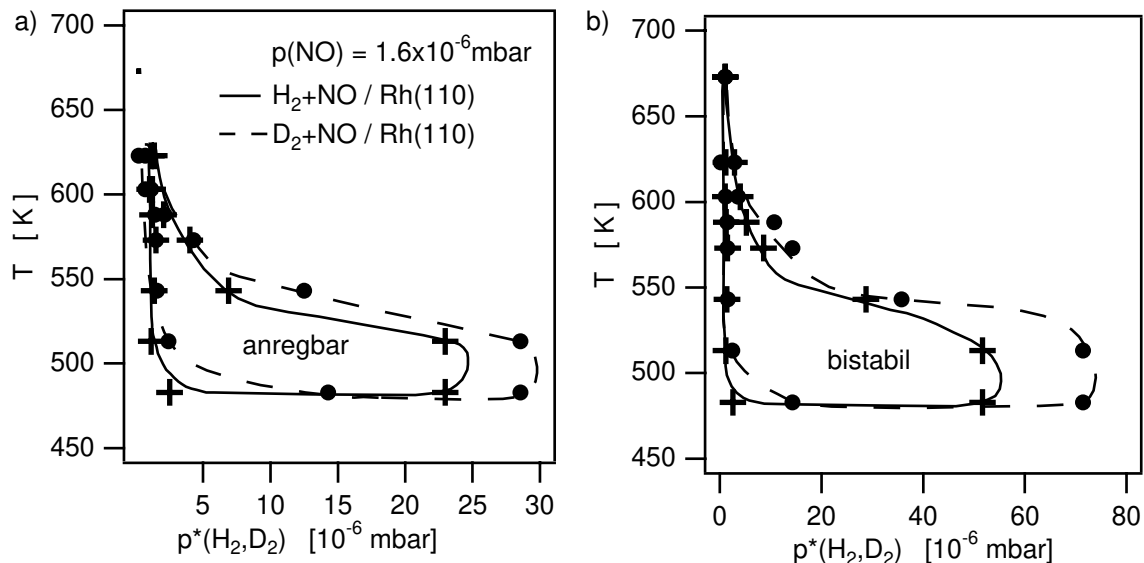 a)
700
650
600
550
500
450
T [ K ]
p(NO) = 1.6x10⁻⁶mbar
H₂+NO / Rh(110)
D₂+NO / Rh(110)
anregbar
5 10 15 20 25 30
p*(H₂,D₂) [10⁻⁶ mbar]
b)
700
650
600
550
500
450
T [ K ]
bistabil
0 20 40 60 80
p*(H₂,D₂) [10⁻⁶ mbar]